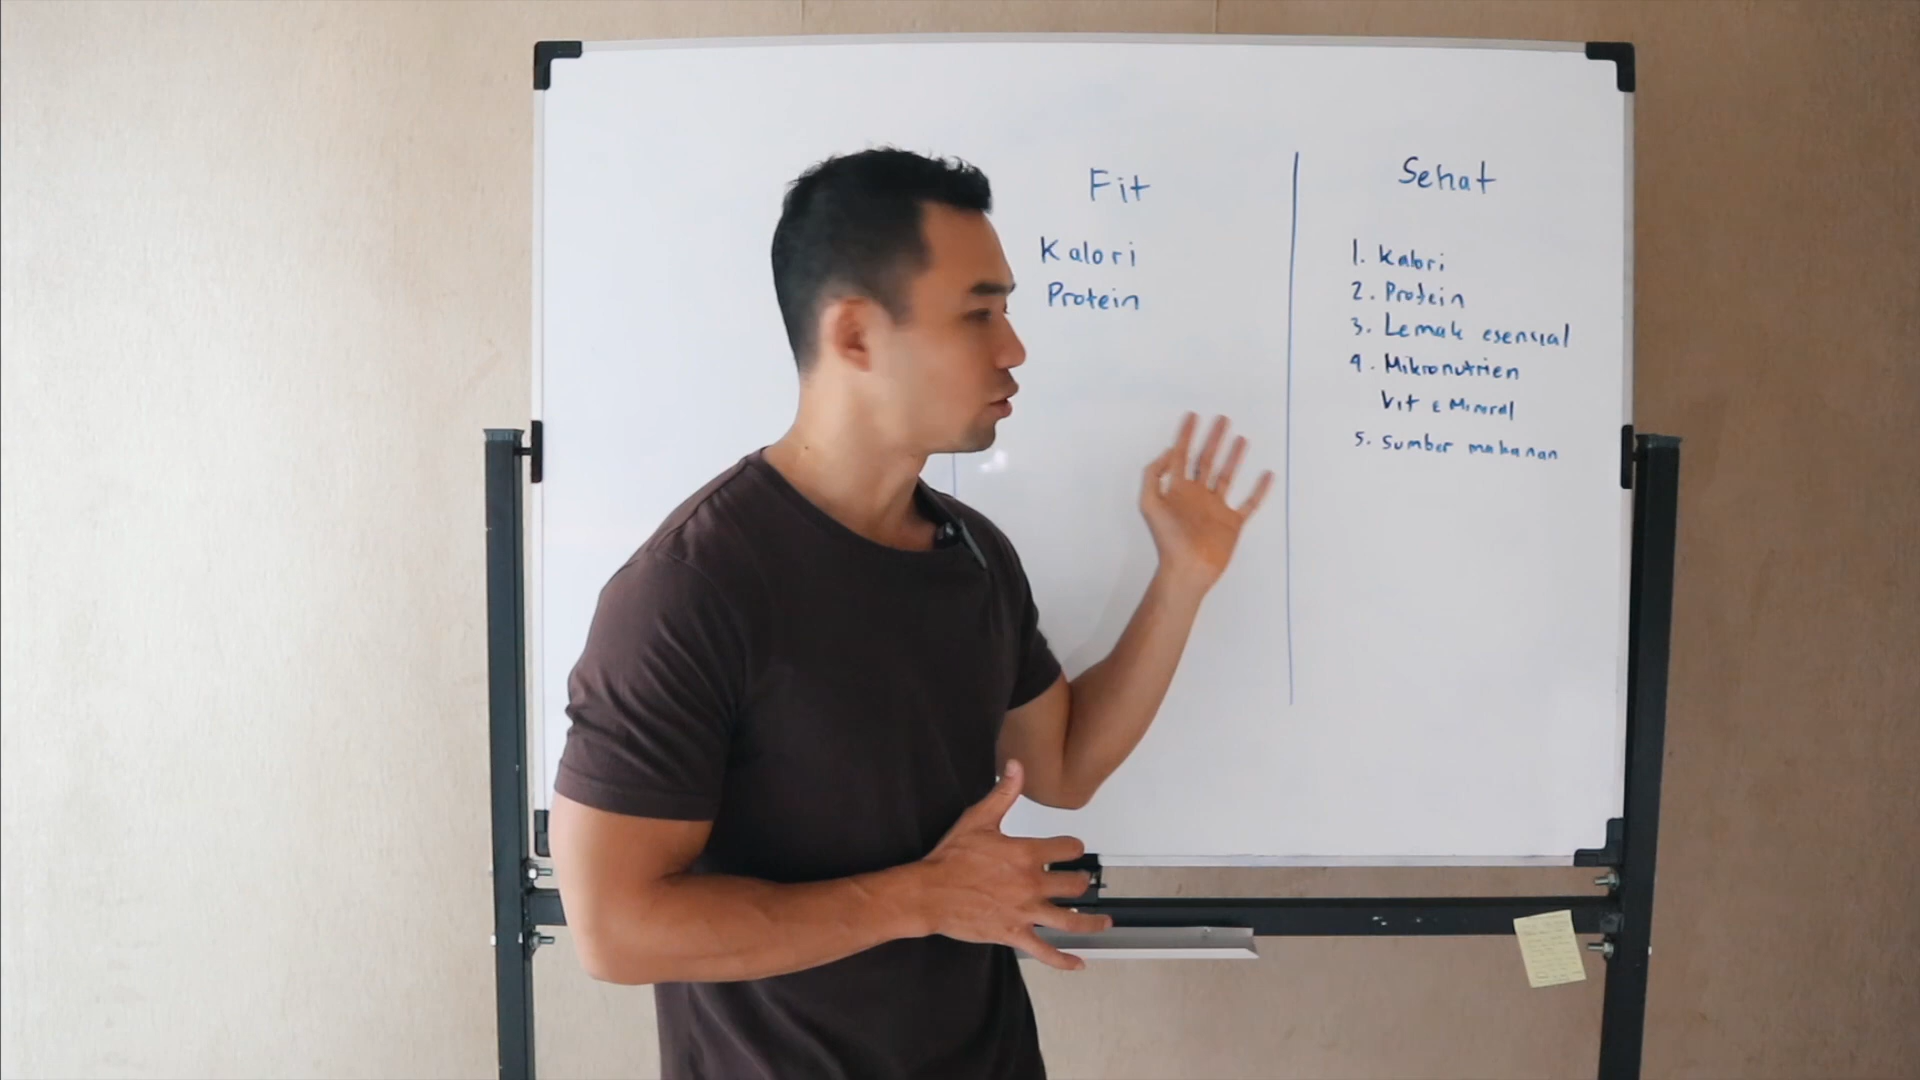 Fit
Kalori
Protein
Sehat
1. Kalori
2. Protein
3. Lemak esensial
4. Mikronutrien
Vit & Mineral
5. Sumber makanan